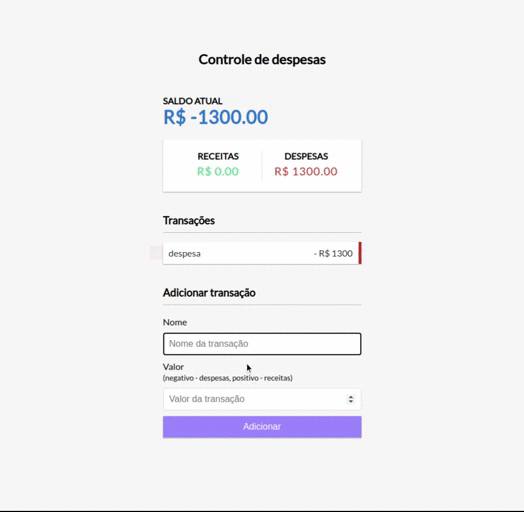 Controle de despesas
SALDO ATUAL
R$ -1300.00
RECEITAS
R$ 0.00
DESPESAS
R$ 1300.00
Transações
despesa - R$ 1300
Adicionar transação
Nome
Nome da transação
Valor
(negativo - despesas, positivo - receitas)
Valor da transação
Adicionar